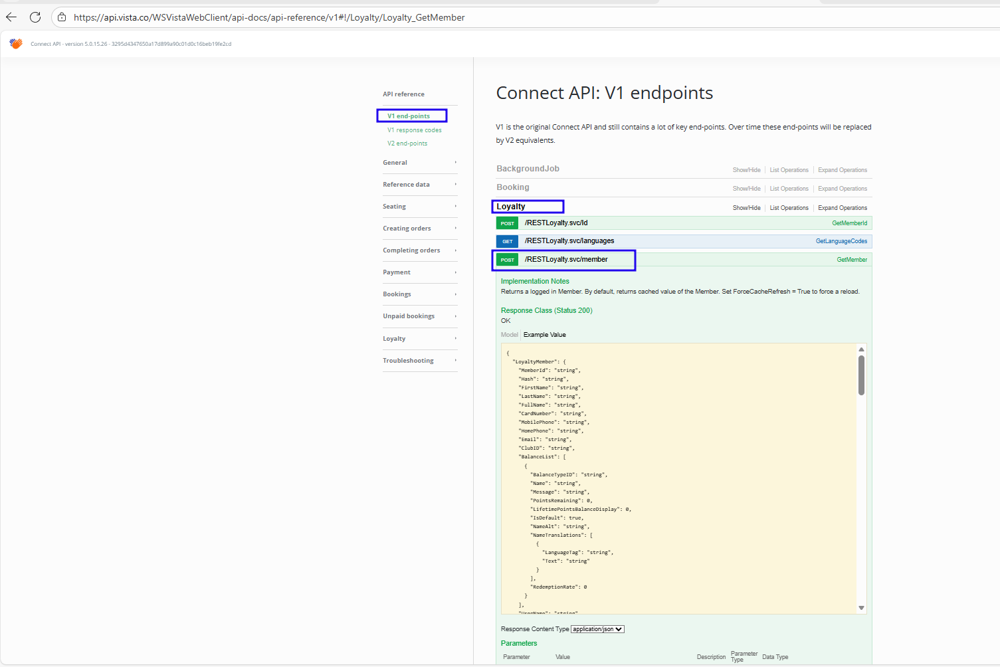 https://api.vista.co/WSVistaWebClient/api-docs/api-reference/v1#!/Loyalty/Loyalty_GetMember
Connect API - version 5.0.15.26 - 3295d4347650a17d899a90c01d0c16beb19fe2cd
API reference
V1 end-points
V1 response codes
V2 end-points
General
Reference data
Seating
Creating orders
Completing orders
Payment
Bookings
Unpaid bookings
Loyalty
Troubleshooting
Connect API: V1 endpoints
V1 is the original Connect API and still contains a lot of key end-points. Over time these end-points will be replaced
by V2 equivalents.
BackgroundJob Show/Hide List Operations Expand Operations
Booking Show/Hide List Operations Expand Operations
Loyalty Show/Hide List Operations Expand Operations
POST /RESTLoyalty.svc/Id GetMemberId
GET /RESTLoyalty.svc/languages GetLanguageCodes
POST /RESTLoyalty.svc/member GetMember
Implementation Notes
Returns a logged in Member. By default, returns cached value of the Member. Set ForceCacheRefresh = True to force a reload.
Response Class (Status 200)
OK
Model Example Value
{
"LoyaltyMember": {
"MemberId": "string",
"Hash": "string",
"FirstName": "string",
"LastName": "string",
"FullName": "string",
"CardNumber": "string",
"MobilePhone": "string",
"HomePhone": "string",
"Email": "string",
"ClubID": "string",
"BalanceList": [
{
"BalanceTypeID": "string",
"Name": "string",
"Message": "string",
"PointsRemaining": 0,
"LifetimePointsBalanceDisplay": 0,
"IsDefault": true,
"NameAlt": "string",
"NameTranslations": [
{
"LanguageTag": "string",
"Text": "string"
}
],
"RedemptionRate": 0
}
],
"UserName": "string"
Response Content Type application/json
Parameters
Parameter Value Description Parameter Type Data Type